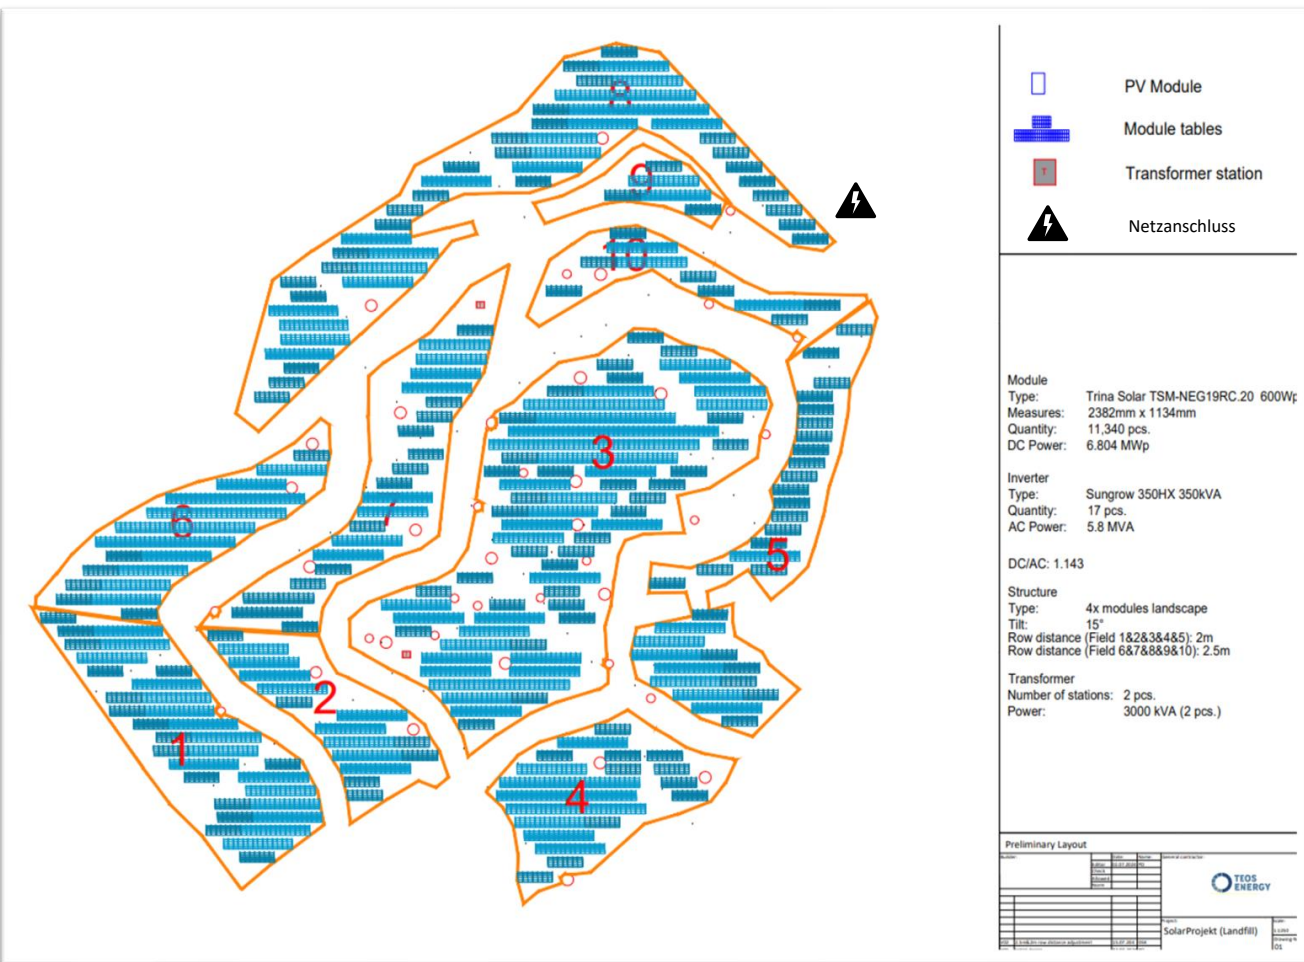 8
9
10
3
7
6
5
2
1
4
PV Module
Module tables
T
Transformer station
Netzanschluss
Module
Type: Trina Solar TSM-NEG19RC.20 600Wp
Measures: 2382mm x 1134mm
Quantity: 11,340 pcs.
DC Power: 6.804 MWp
Inverter
Type: Sungrow 350HX 350kVA
Quantity: 17 pcs.
AC Power: 5.8 MVA
DC/AC: 1.143
Structure
Type: 4x modules landscape
Tilt: 15°
Row distance (Field 1&2&3&4&5): 2m
Row distance (Field 6&7&8&9&10): 2.5m
Transformer
Number of stations: 2 pcs.
Power: 3000 kVA (2 pcs.)
Preliminary Layout
General contractor:
TEOS
ENERGY
SolarProjekt (Landfill)
01